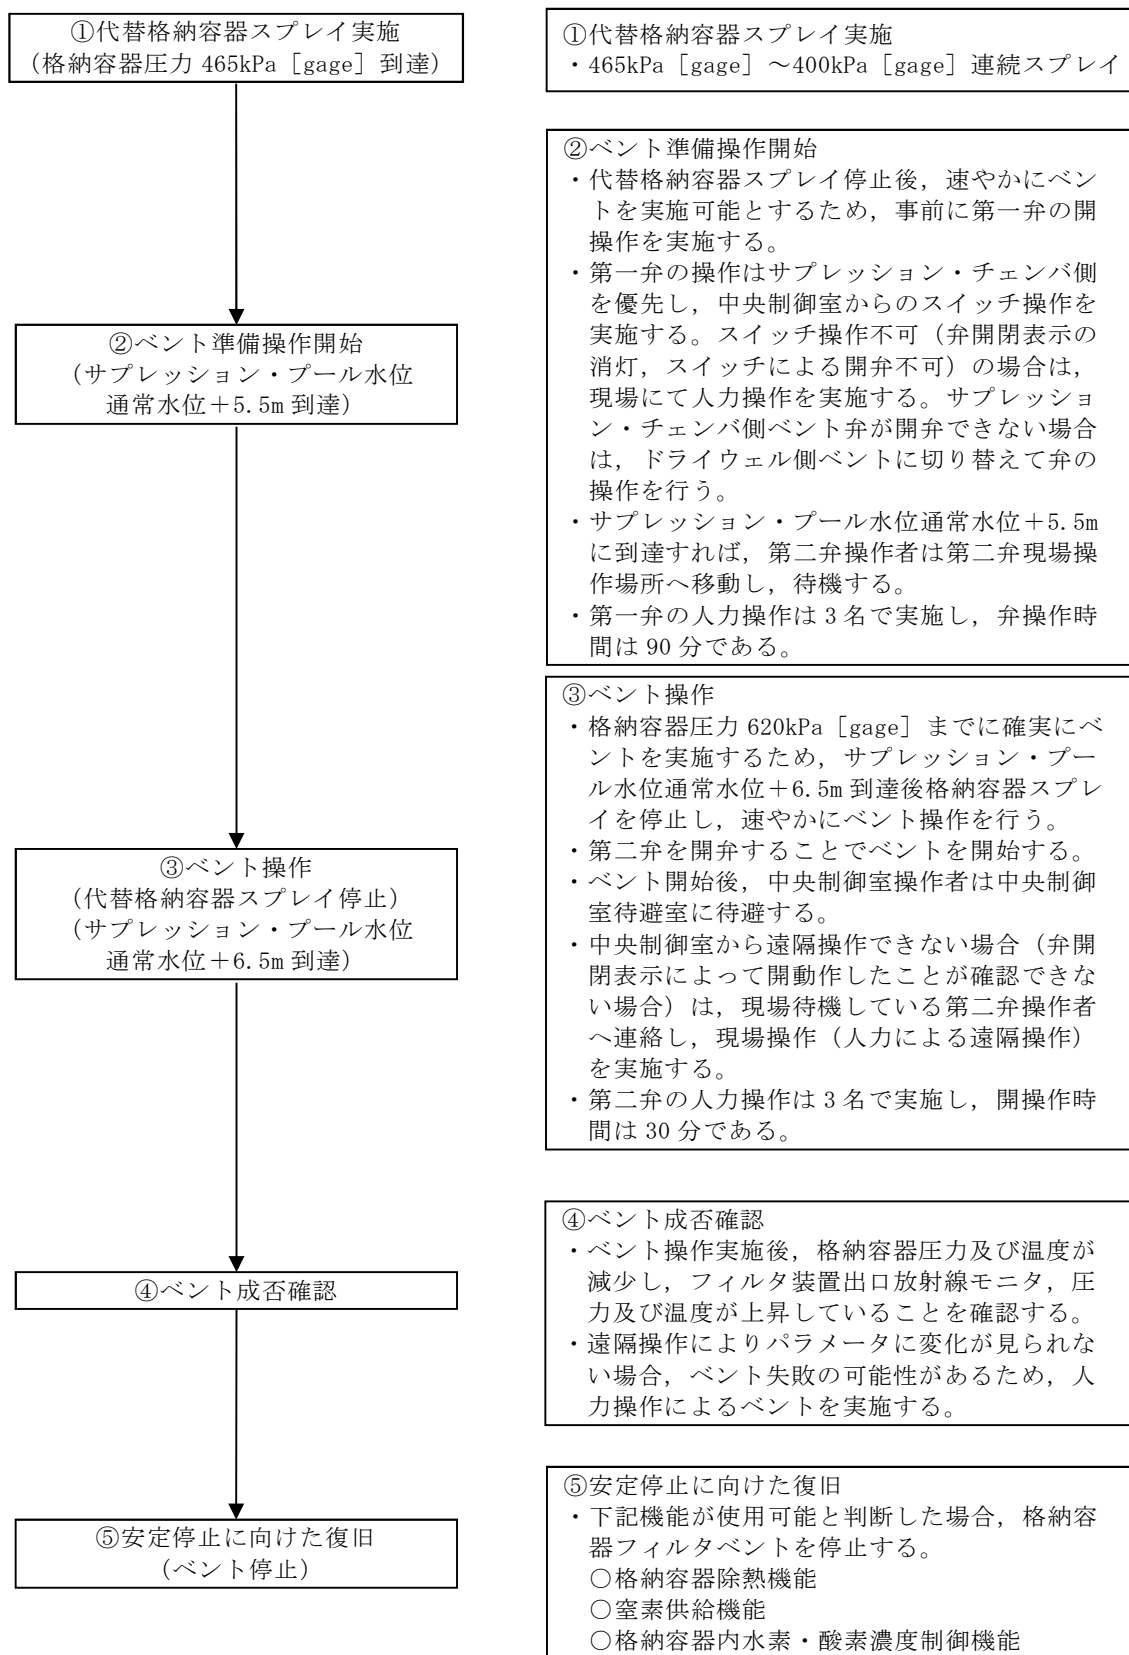 ①代替格納容器スプレイ実施
(格納容器圧力 465kPa［gage］到達)
②ベント準備操作開始
(サプレッション・プール水位
通常水位＋5.5m 到達)
③ベント操作
(代替格納容器スプレイ停止)
(サプレッション・プール水位
通常水位＋6.5m 到達)
④ベント成否確認
⑤安定停止に向けた復旧
(ベント停止)
①代替格納容器スプレイ実施
・465kPa［gage］～400kPa［gage］連続スプレイ
②ベント準備操作開始
・代替格納容器スプレイ停止後，速やかにベン
トを実施可能とするため，事前に第一弁の開
操作を実施する。
・第一弁の操作はサプレッション・チェンバ側
を優先し，中央制御室からのスイッチ操作を
実施する。スイッチ操作不可（弁開閉表示の
消灯，スイッチによる開弁不可）の場合は，
現場にて人力操作を実施する。サプレッショ
ン・チェンバ側ベント弁が開弁できない場合
は，ドライウェル側ベントに切り替えて弁の
操作を行う。
・サプレッション・プール水位通常水位＋5.5m
に到達すれば，第二弁操作者は第二弁現場操
作場所へ移動し，待機する。
・第一弁の人力操作は 3 名で実施し，弁操作時
間は 90 分である。
③ベント操作
・格納容器圧力 620kPa［gage］までに確実にベ
ントを実施するため，サプレッション・プー
ル水位通常水位＋6.5m 到達後格納容器スプレ
イを停止し，速やかにベント操作を行う。
・第二弁を開弁することでベントを開始する。
・ベント開始後，中央制御室操作者は中央制御
室待避室に待避する。
・中央制御室から遠隔操作できない場合（弁開
閉表示によって開動作したことが確認できな
い場合）は，現場待機している第二弁操作者
へ連絡し，現場操作（人力による遠隔操作）
を実施する。
・第二弁の人力操作は 3 名で実施し，開操作時
間は 30 分である。
④ベント成否確認
・ベント操作実施後，格納容器圧力及び温度が
減少し，フィルタ装置出口放射線モニタ，圧
力及び温度が上昇していることを確認する。
・遠隔操作によりパラメータに変化が見られな
い場合，ベント失敗の可能性があるため，人
力操作によるベントを実施する。
⑤安定停止に向けた復旧
・下記機能が使用可能と判断した場合，格納容
器フィルタベントを停止する。
○格納容器除熱機能
○窒素供給機能
○格納容器内水素・酸素濃度制御機能